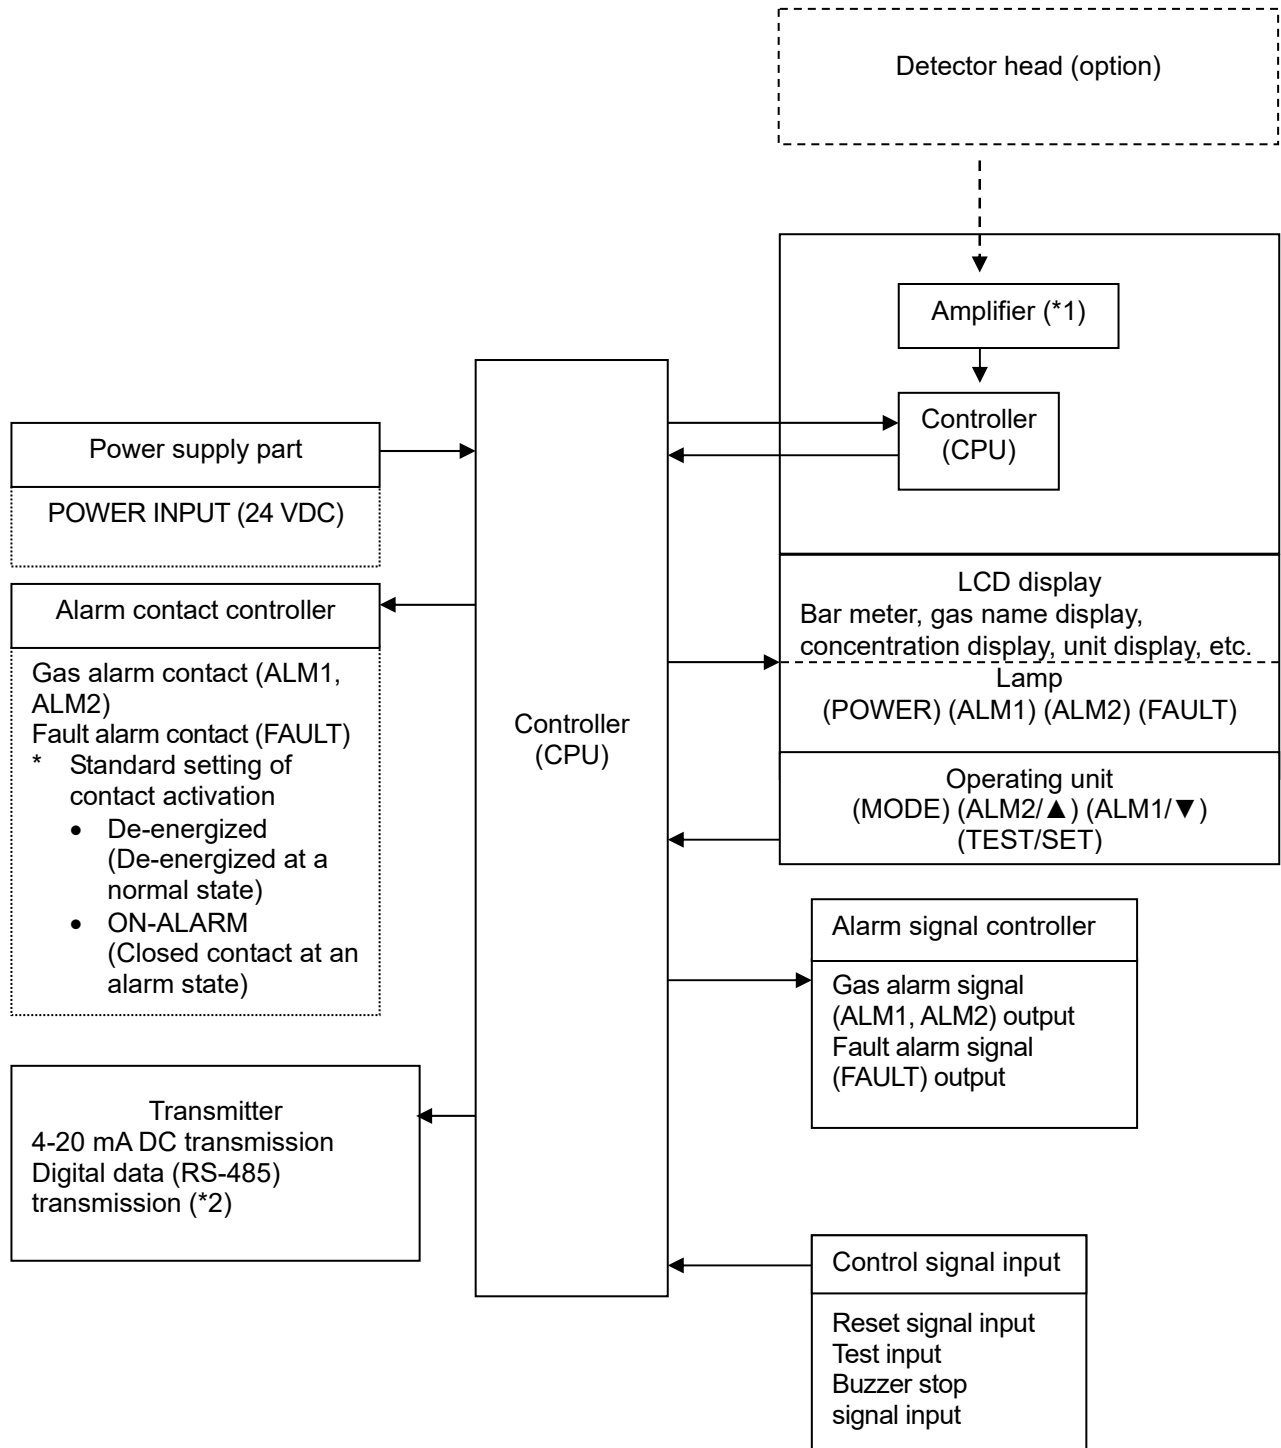 Detector head (option)
Amplifier (*1)
Controller
(CPU)
Power supply part
POWER INPUT (24 VDC)
Alarm contact controller
Gas alarm contact (ALM1,
ALM2)
Fault alarm contact (FAULT)
* Standard setting of
contact activation
• De-energized
(De-energized at a
normal state)
• ON-ALARM
(Closed contact at an
alarm state)
Transmitter
4-20 mA DC transmission
Digital data (RS-485)
transmission (*2)
Controller
(CPU)
LCD display
Bar meter, gas name display,
concentration display, unit display, etc.
Lamp
(POWER) (ALM1) (ALM2) (FAULT)
Operating unit
(MODE) (ALM2/▲) (ALM1/▼)
(TEST/SET)
Alarm signal controller
Gas alarm signal
(ALM1, ALM2) output
Fault alarm signal
(FAULT) output
Control signal input
Reset signal input
Test input
Buzzer stop
signal input